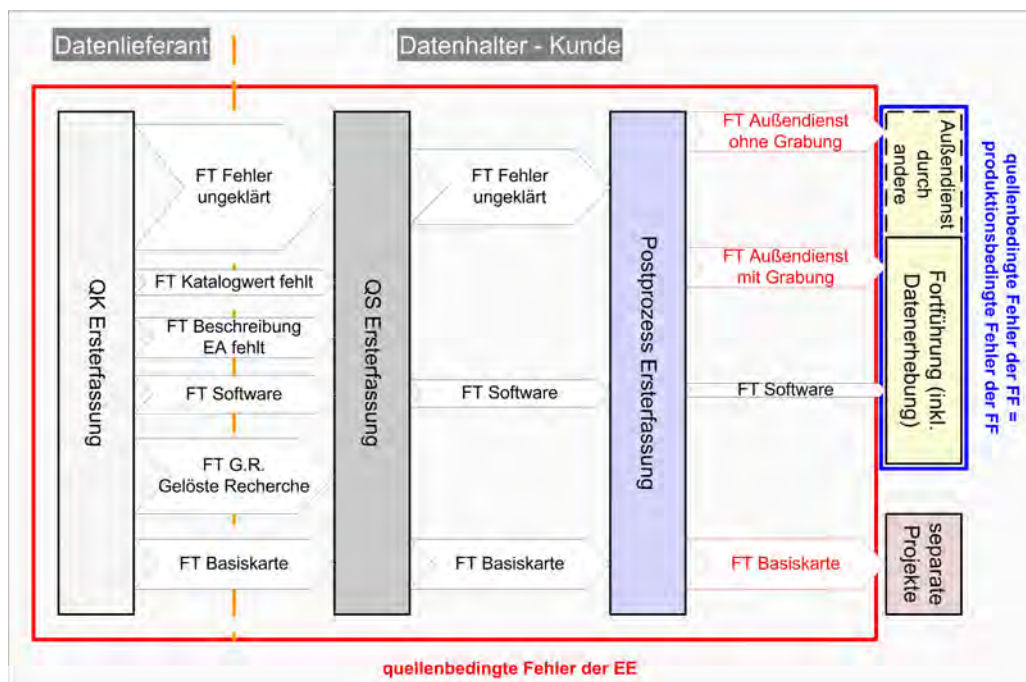 Datenlieferant
Datenhalter - Kunde
QK Ersterfassung
FT Fehler
ungeklärt
FT Katalogwert fehlt
FT Beschreibung
EA fehlt
FT Software
FT G.R.
Gelöste Recherche
FT Basiskarte
QS Ersterfassung
FT Fehler
ungeklärt
FT Software
FT Basiskarte
Postprozess Ersterfassung
FT Außendienst
ohne Grabung
FT Außendienst
mit Grabung
FT Software
FT Basiskarte
Außendienst
durch
andere
Fortführung (inkl.
Datenerhebung)
separate
Projekte
quellenbedingte Fehler der FF =
produktionsbedingte Fehler der FF
quellenbedingte Fehler der EE